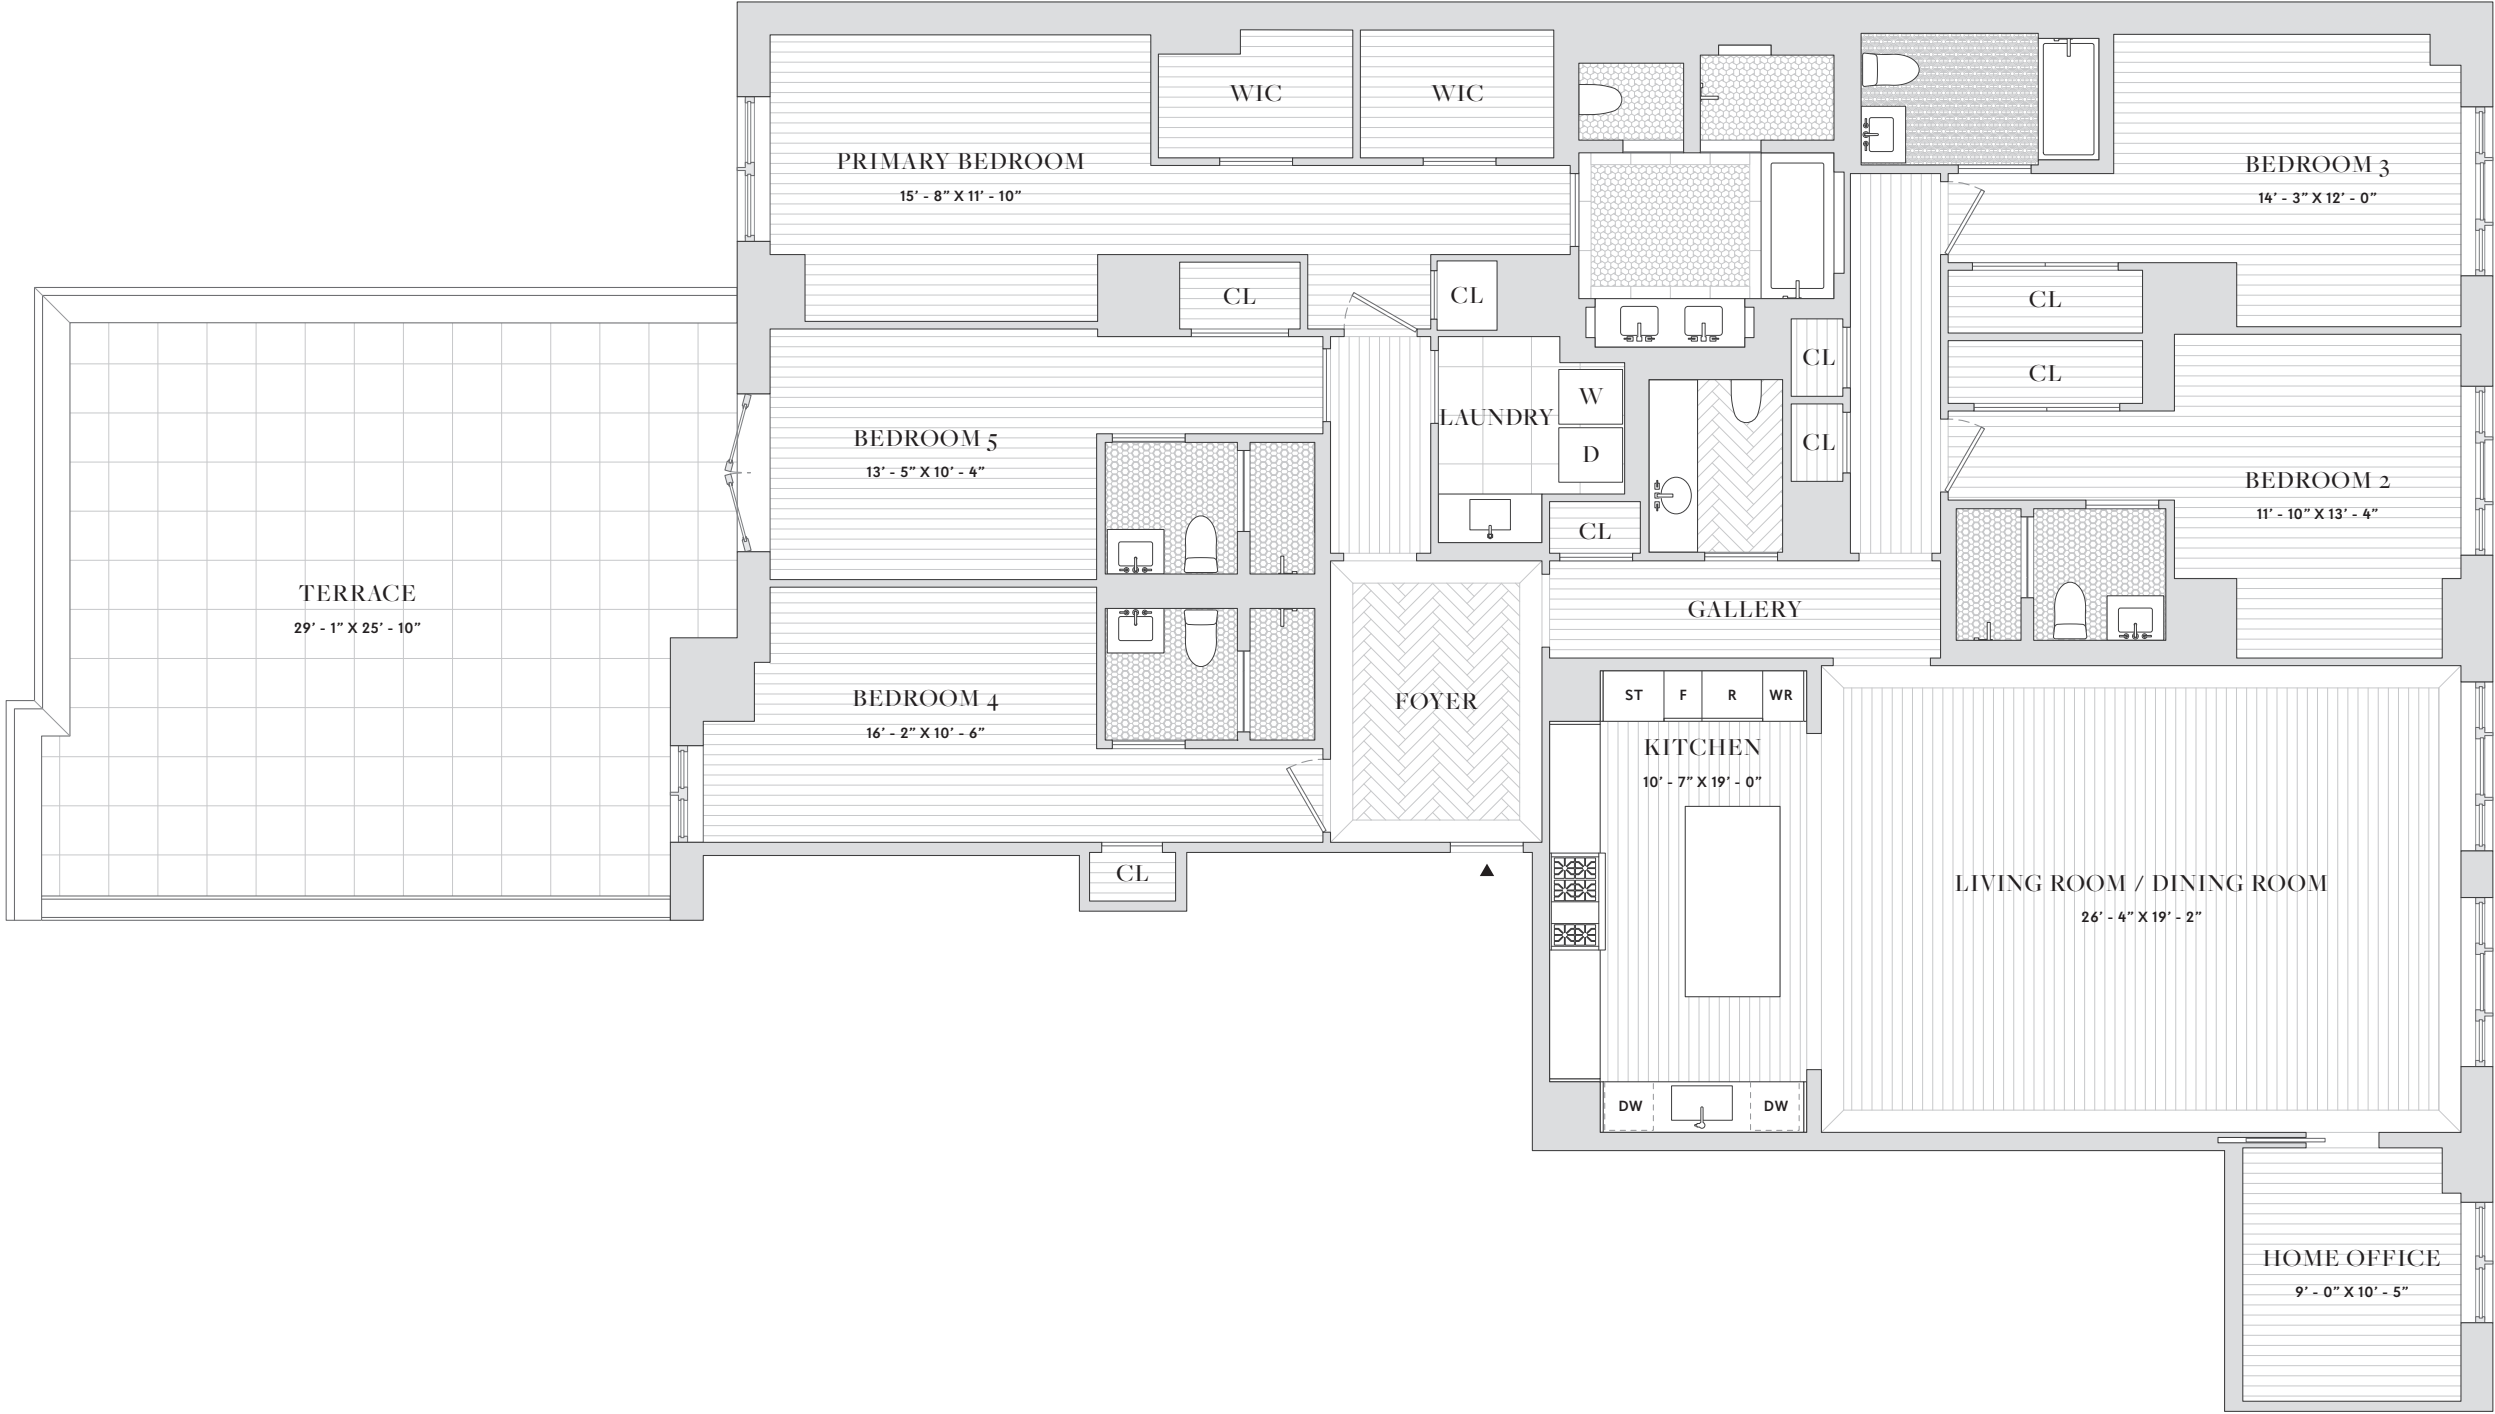 WIC
WIC
PRIMARY BEDROOM
15’ - 8” X 11’ - 10”
BEDROOM 3
14’ - 3” X 12’ - 0”
CL
CL
CL
CL
CL
W
LAUNDRY
D
CL
BEDROOM 5
13’ - 5” X 10’ - 4”
BEDROOM 2
11’ - 10” X 13’ - 4”
CL
TERRACE
29’ - 1” X 25’ - 10”
GALLERY
BEDROOM 4
16’ - 2” X 10’ - 6”
FOYER
ST F R WR
KITCHEN
10’ - 7” X 19’ - 0”
CL
LIVING ROOM / DINING ROOM
26’ - 4” X 19’ - 2”
DW DW
HOME OFFICE
9’ - 0” X 10’ - 5”